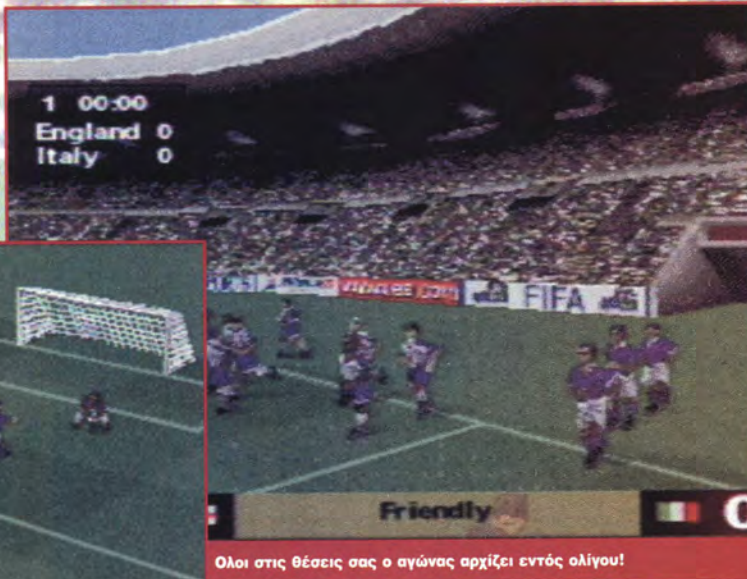 1 00:00
England 0
Italy 0
FIFA
Friendly
Ολοι στις θέσεις σας ο αγώνας αρχίζει εντός ολίγου!